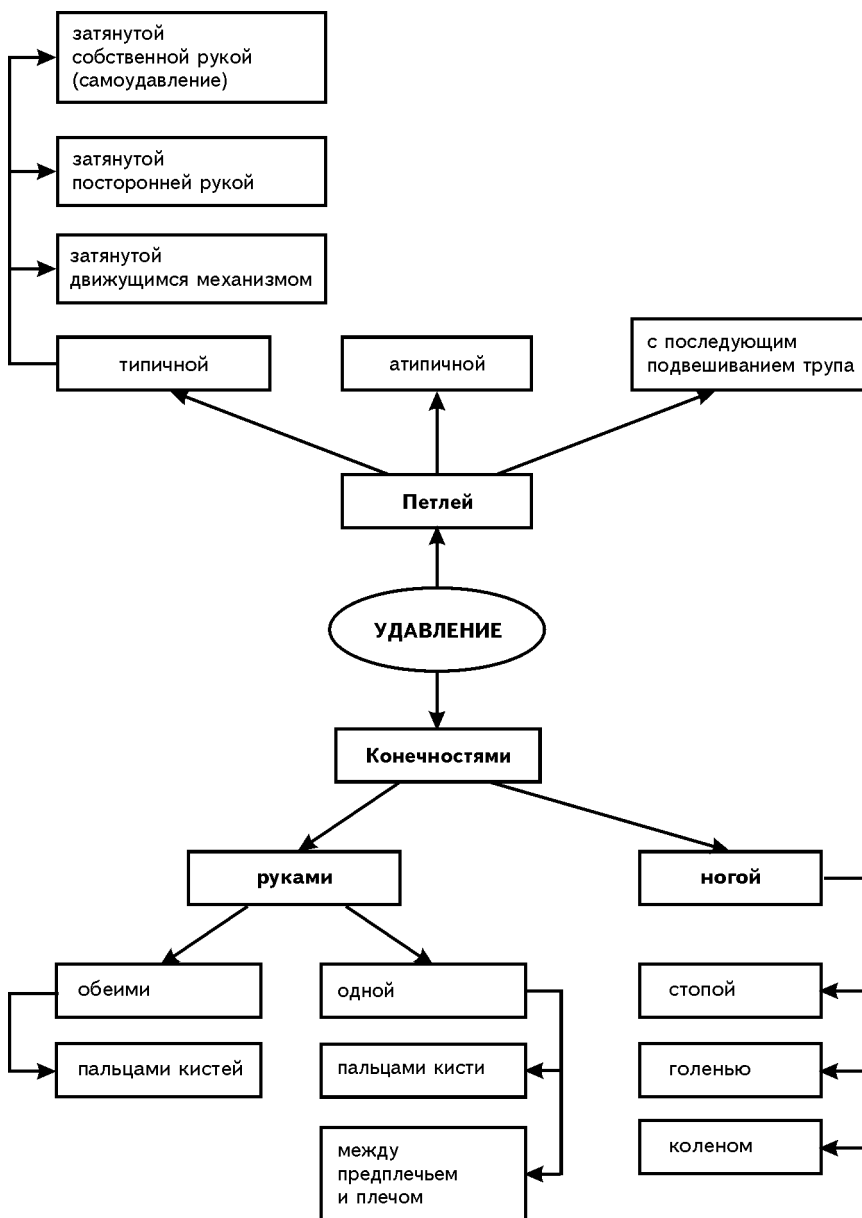 затянутой
собственной рукой
(самоудавление)
затянутой
посторонней рукой
затянутой
движущимся механизмом
типичной
атипичной
с последующим
подвешиванием трупа
Петлей
УДАВЛЕНИЕ
Конечностями
руками
ногой
обеими
одной
стопой
пальцами кистей
пальцами кисти
голенью
между
предплечьем
и плечом
коленом